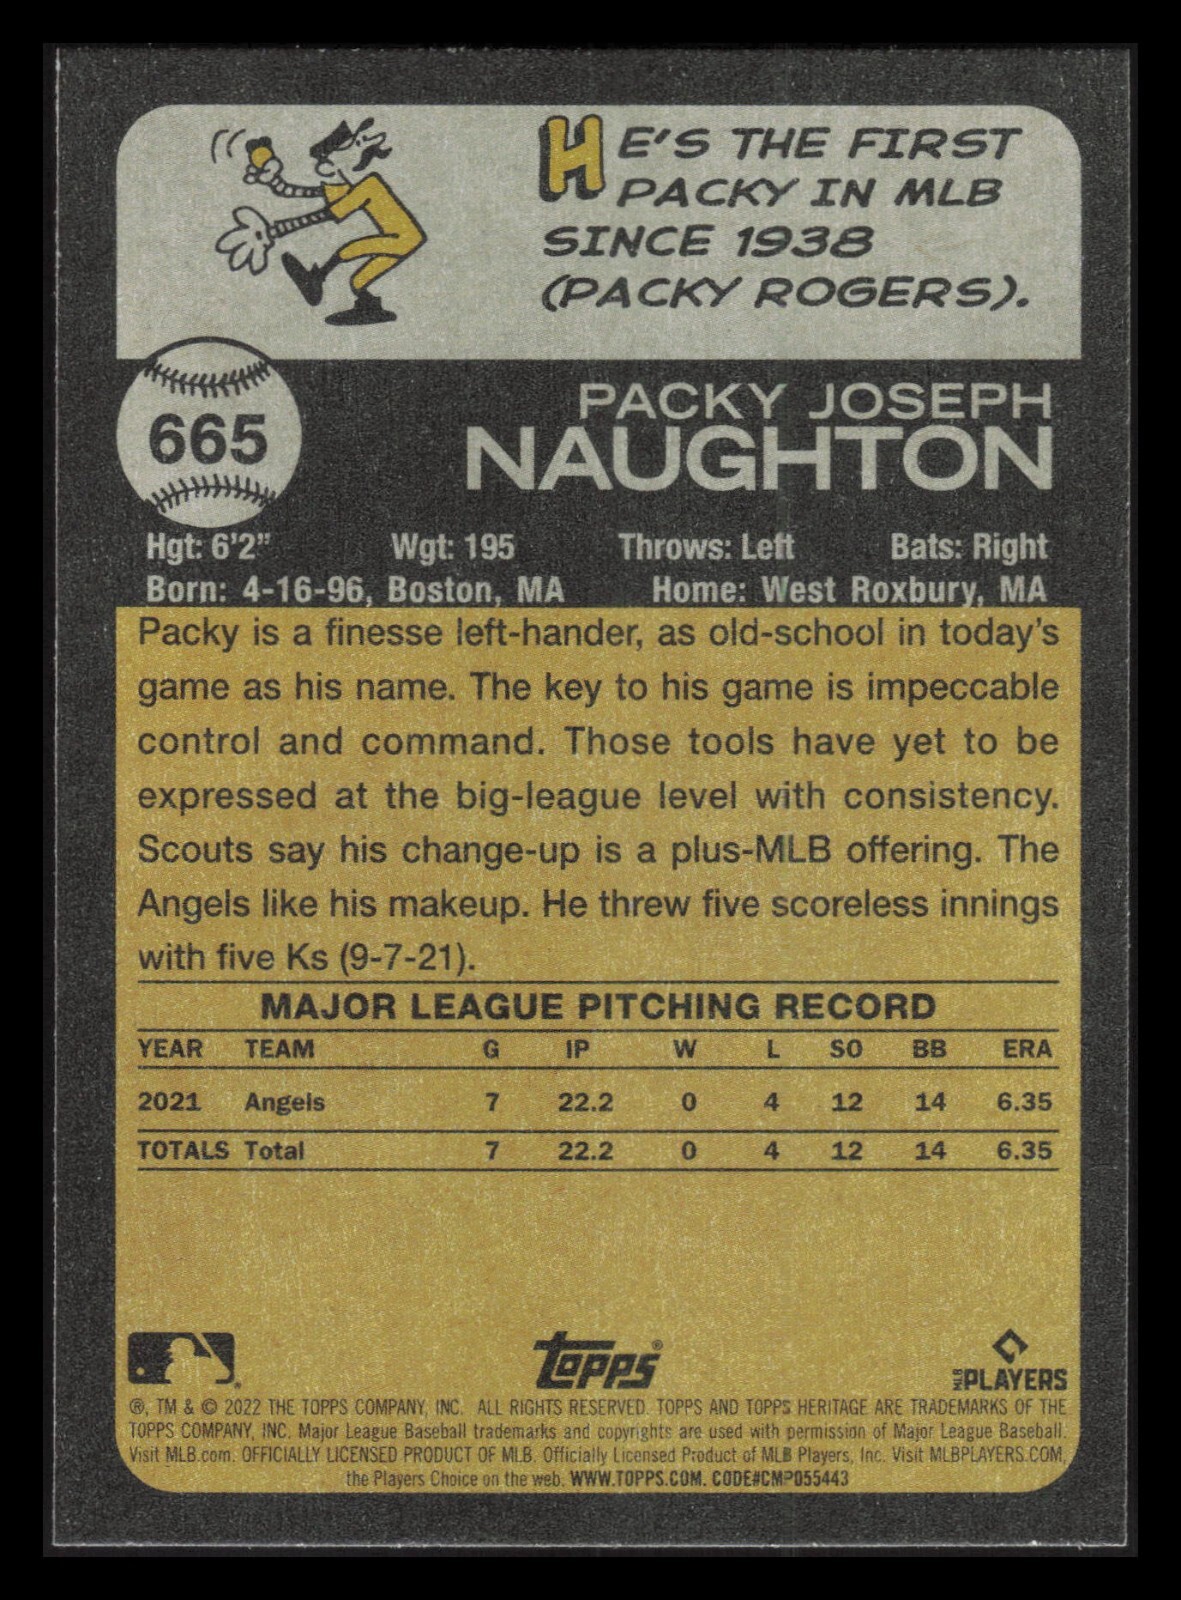 HE'S THE FIRST
PACKY IN MLB
SINCE 1938
(PACKY ROGERS).
665
PACKY JOSEPH
NAUGHTON
Hgt: 6'2" Wgt: 195 Throws: Left Bats: Right
Born: 4-16-96, Boston, MA Home: West Roxbury, MA
Packy is a finesse left-hander, as old-school in today's
game as his name. The key to his game is impeccable
control and command. Those tools have yet to be
expressed at the big-league level with consistency.
Scouts say his change-up is a plus-MLB offering. The
Angels like his makeup. He threw five scoreless innings
with five Ks (9-7-21).
MAJOR LEAGUE PITCHING RECORD
YEAR TEAM G IP W L SO BB ERA
2021 Angels 7 22.2 0 4 12 14 6.35
TOTALS Total 7 22.2 0 4 12 14 6.35
Topps®
MLB PLAYERS
®, TM & © 2022 THE TOPPS COMPANY, INC. ALL RIGHTS RESERVED. TOPPS AND TOPPS HERITAGE ARE TRADEMARKS OF THE
TOPPS COMPANY, INC. Major League Baseball trademarks and copyrights are used with permission of Major League Baseball.
Visit MLB.com. OFFICIALLY LICENSED PRODUCT OF MLB. Officially Licensed Product of MLB Players, Inc. Visit MLBPLAYERS.COM,
the Players Choice on the web. WWW.TOPPS.COM. CODE#CMP055443